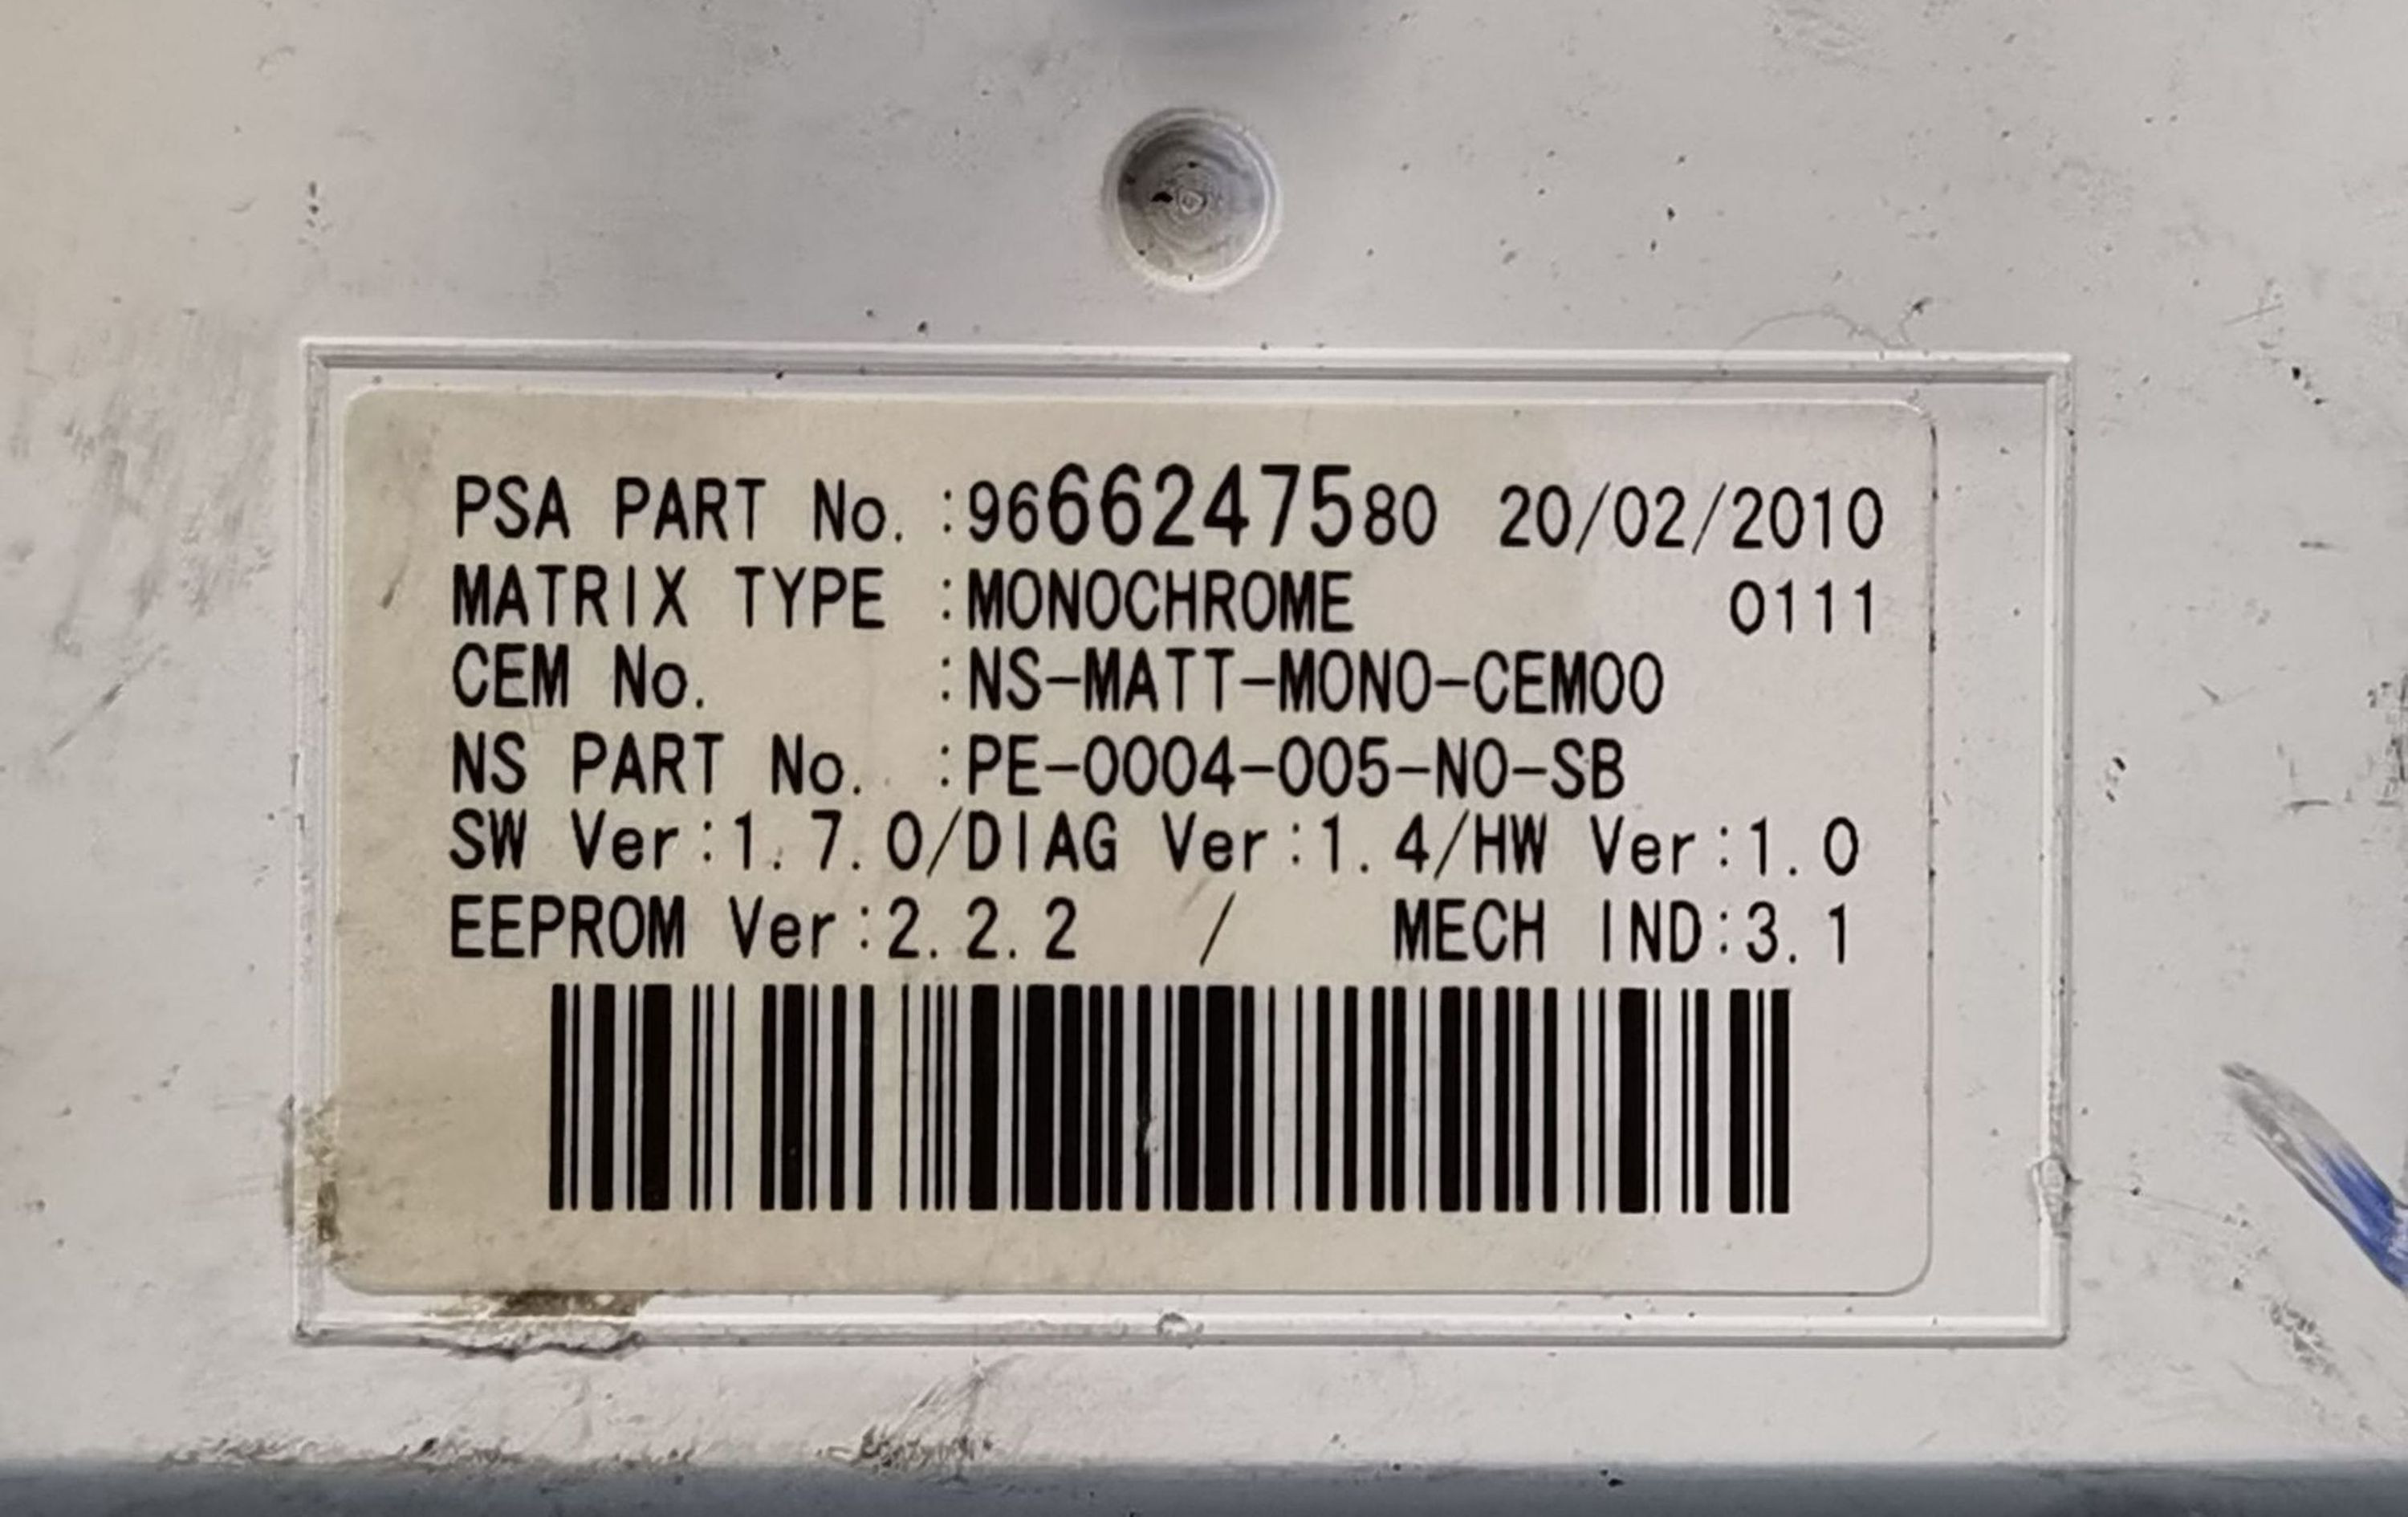 PSA PART No. :9666247580 20/02/2010
MATRIX TYPE :MONOCHROME 0111
CEM No. :NS-MATT-MONO-CEM00
NS PART No. :PE-0004-005-NO-SB
SW Ver:1.7.0/DIAG Ver:1.4/HW Ver:1.0
EEPROM Ver:2.2.2 / MECH IND:3.1